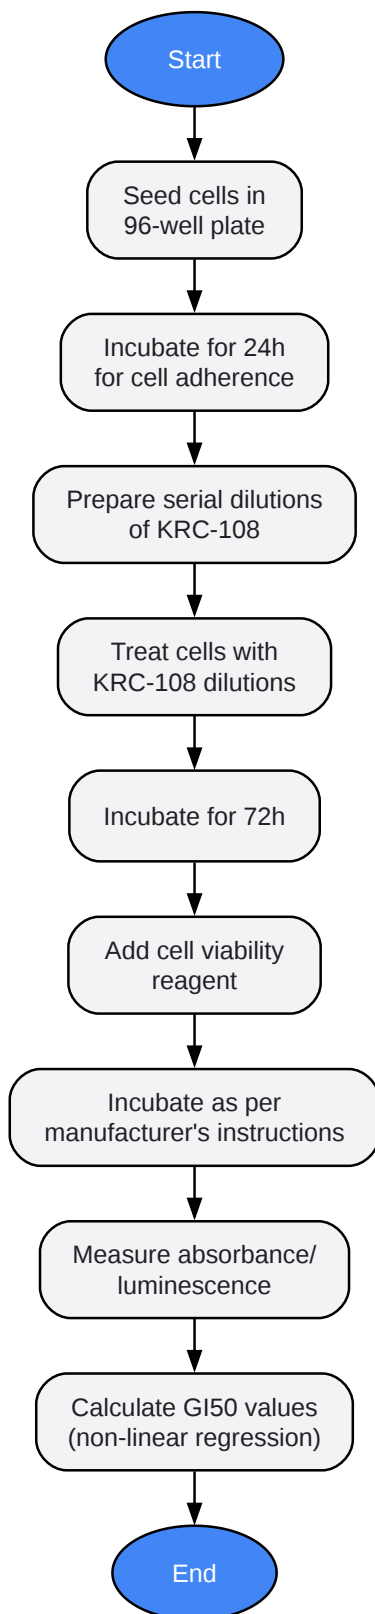 Start
Seed cells in
96-well plate
Incubate for 24h
for cell adherence
Prepare serial dilutions
of KRC-108
Treat cells with
KRC-108 dilutions
Incubate for 72h
Add cell viability
reagent
Incubate as per
manufacturer's instructions
Measure absorbance/
luminescence
Calculate GI50 values
(non-linear regression)
End